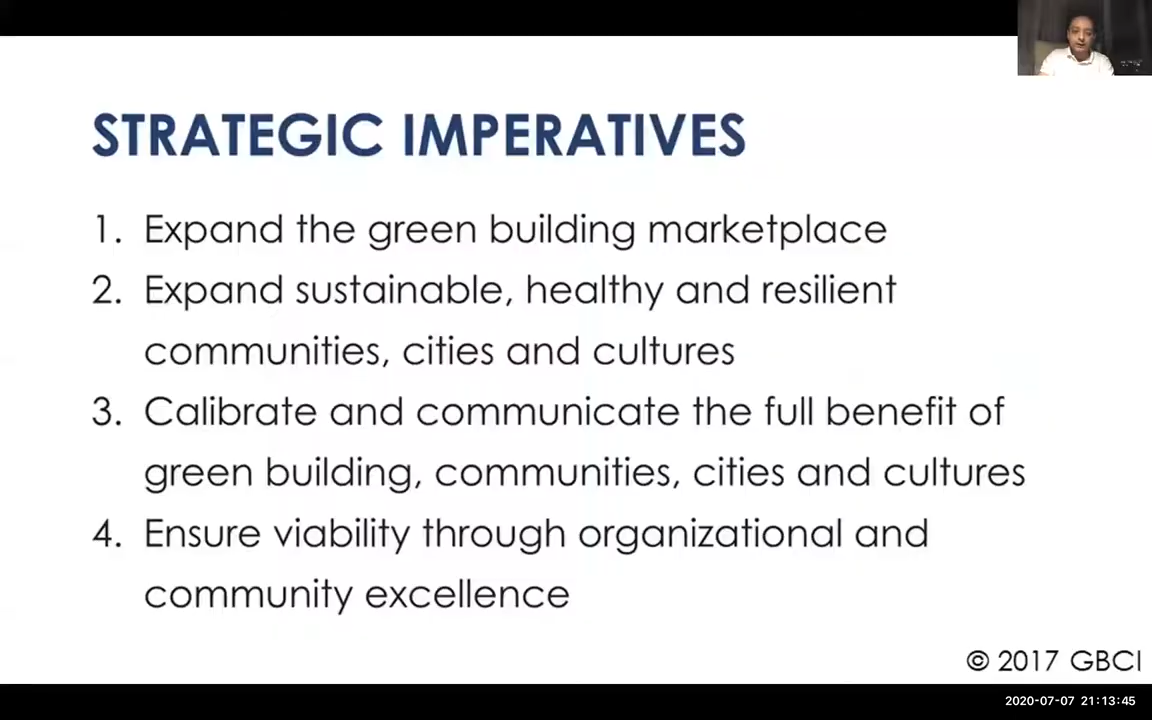 STRATEGIC IMPERATIVES
1. Expand the green building marketplace
2. Expand sustainable, healthy and resilient
communities, cities and cultures
3. Calibrate and communicate the full benefit of
green building, communities, cities and cultures
4. Ensure viability through organizational and
community excellence
© 2017 GBCI
2020-07-07 21:13:45